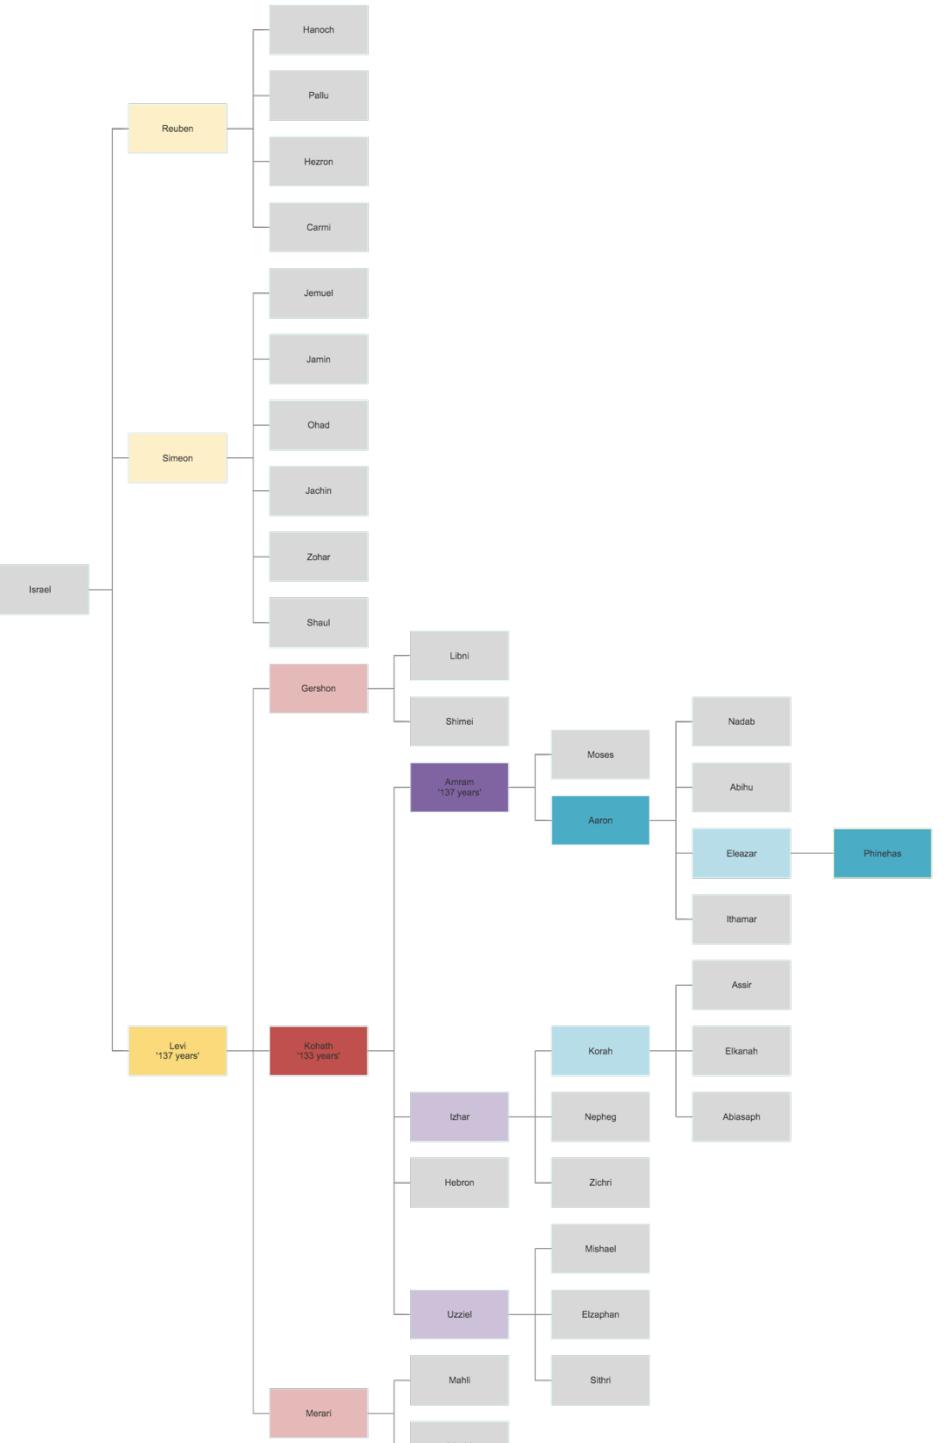 Hanoch
Pallu
Reuben
Hezron
Carmi
Jemuel
Jamin
Ohad
Simeon
Jachin
Zohar
Israel
Shaul
Libni
Gershon
Shimei
Nadab
Moses
Amram
'137 years'
Abihu
Aaron
Eleazar
Phinehas
Ithamar
Assir
Levi
'137 years'
Kohath
'133 years'
Korah
Elkanah
Izhar
Nepheg
Abiasaph
Hebron
Zichri
Mishael
Uzziel
Elzaphan
Mahli
Sithri
Merari